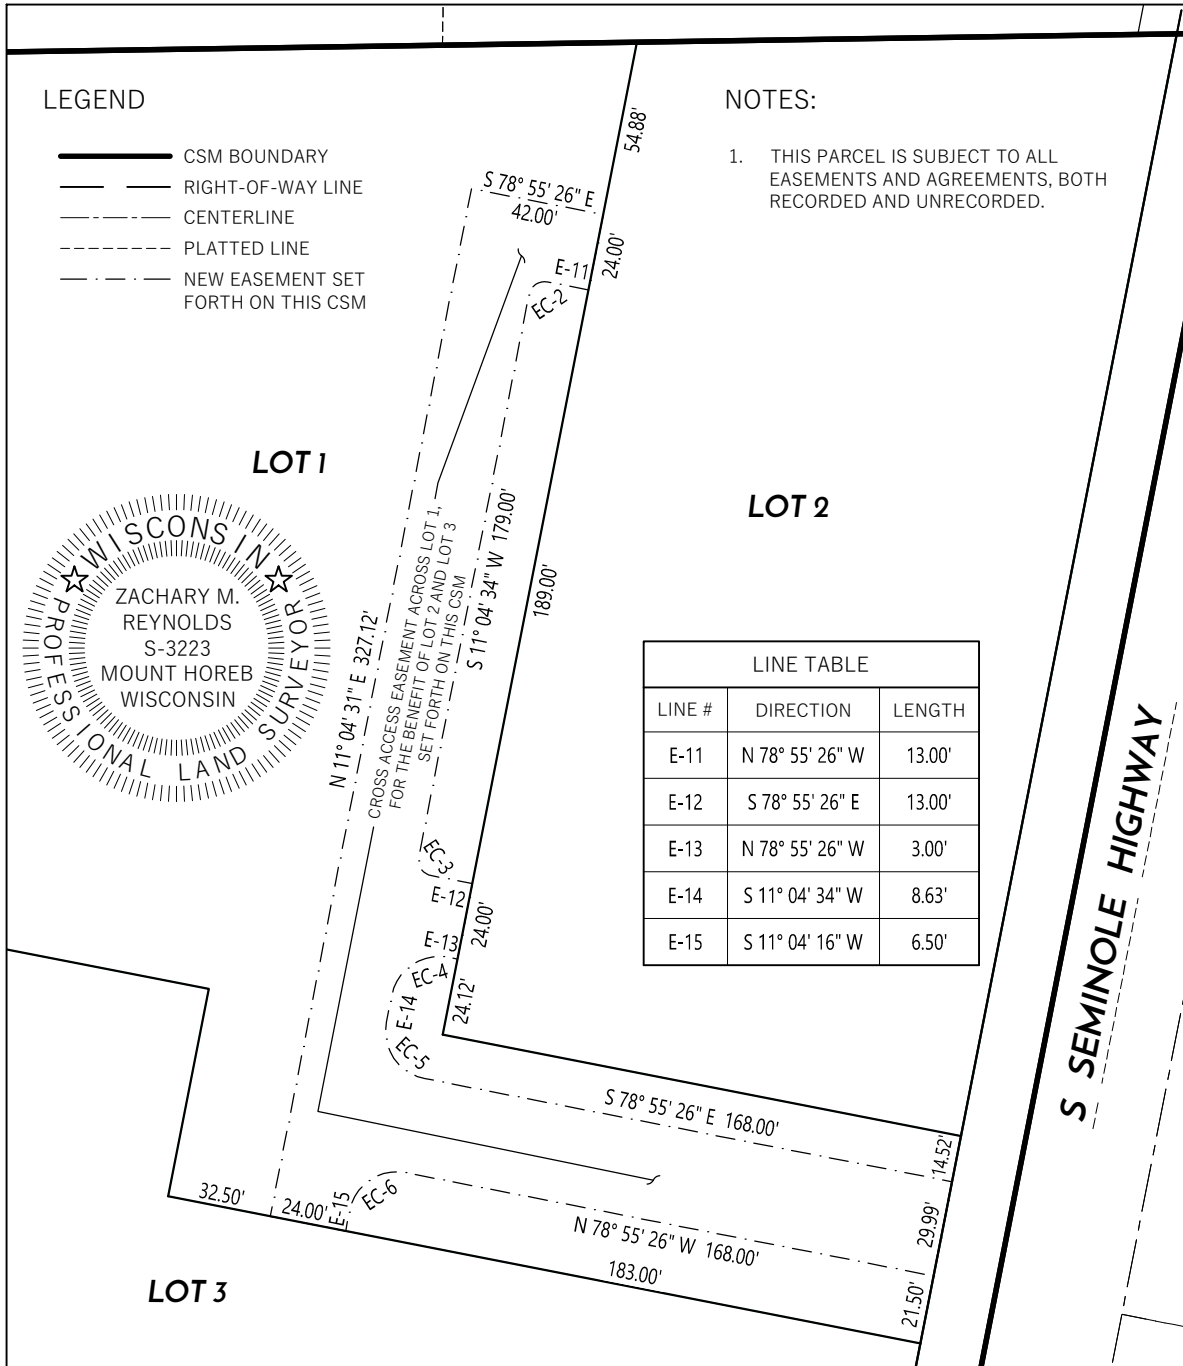 LEGEND
CSM BOUNDARY
RIGHT-OF-WAY LINE
CENTERLINE
PLATTED LINE
NEW EASEMENT SET
FORTH ON THIS CSM
NOTES:
1. THIS PARCEL IS SUBJECT TO ALL
EASEMENTS AND AGREEMENTS, BOTH
RECORDED AND UNRECORDED.
54.88'
S 78° 55' 26" E
42.00'
24.00'
E-11
EC-2
LOT 1
LOT 2
WISCONSIN
PROFESSIONAL LAND SURVEYOR
ZACHARY M.
REYNOLDS
S-3223
MOUNT HOREB
WISCONSIN
N 11° 04' 31" E 327.12'
CROSS ACCESS EASEMENT ACROSS LOT 1,
FOR THE BENEFIT OF LOT 2 AND LOT 3
SET FORTH ON THIS CSM
S 11° 04' 34" W 179.00'
189.00'
LINE TABLE
LINE # DIRECTION LENGTH
E-11 N 78° 55' 26" W 13.00'
E-12 S 78° 55' 26" E 13.00'
E-13 N 78° 55' 26" W 3.00'
E-14 S 11° 04' 34" W 8.63'
E-15 S 11° 04' 16" W 6.50'
S SEMINOLE HIGHWAY
EC-3
E-12
24.00'
E-13
EC-4
24.12'
E-14
EC-5
S 78° 55' 26" E 168.00'
14.52'
32.50'
24.00'
E-15
EC-6
N 78° 55' 26" W 168.00'
29.99'
183.00'
21.50'
LOT 3